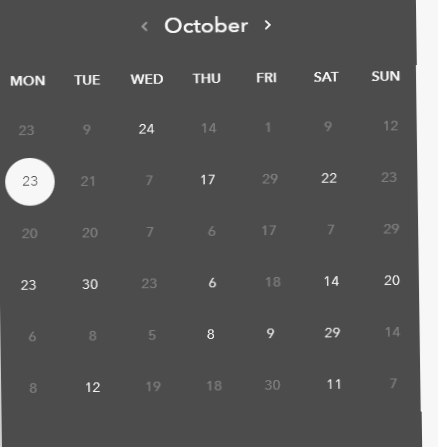 ‹ October ›
MON TUE WED THU FRI SAT SUN
23 9 24 14 1 9 12
23 21 7 17 29 22 23
20 20 7 6 17 7 29
23 30 23 6 18 14 20
6 8 5 8 9 29 14
8 12 19 18 30 11 7